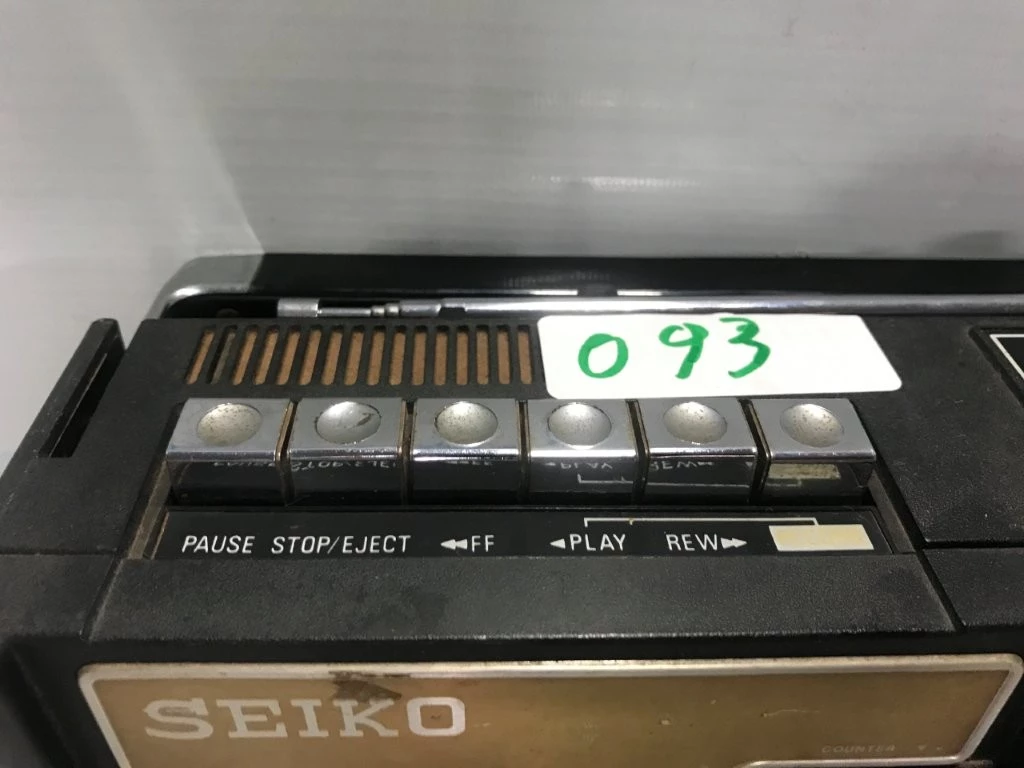 093
PAUSE STOP/EJECT ◀◀FF ◀PLAY REW▶▶
SEIKO
COUNTER